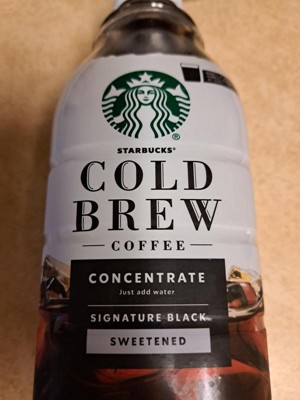 STARBUCKS®
COLD
BREW
COFFEE
CONCENTRATE
Just add water
SIGNATURE BLACK
SWEETENED